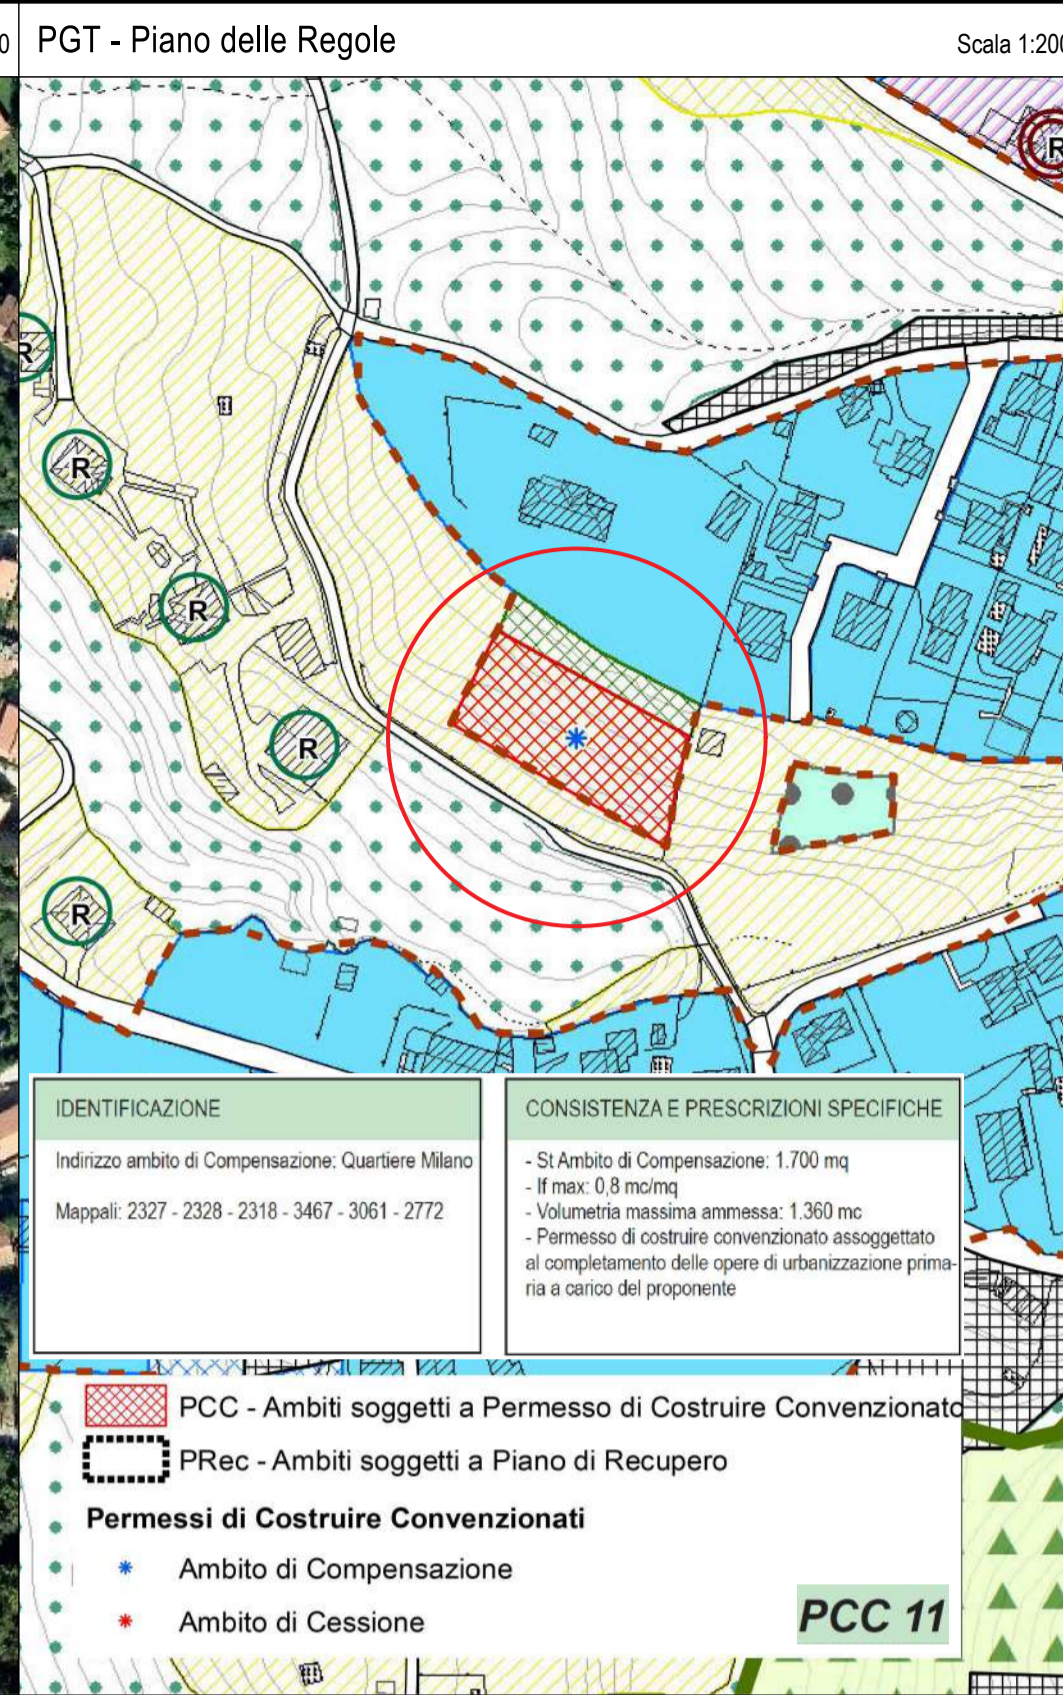 0
PGT - Piano delle Regole
Scala 1:200
R
R
R
R
R
R
IDENTIFICAZIONE
Indirizzo ambito di Compensazione: Quartiere Milano
Mappali: 2327 - 2328 - 2318 - 3467 - 3061 - 2772
CONSISTENZA E PRESCRIZIONI SPECIFICHE
- St Ambito di Compensazione: 1.700 mq
- If max: 0,8 mc/mq
- Volumetria massima ammessa: 1.360 mc
- Permesso di costruire convenzionato assoggettato
al completamento delle opere di urbanizzazione prima-
ria a carico del proponente
PCC - Ambiti soggetti a Permesso di Costruire Convenzionato
PRec - Ambiti soggetti a Piano di Recupero
Permessi di Costruire Convenzionati
Ambito di Compensazione
Ambito di Cessione
PCC 11